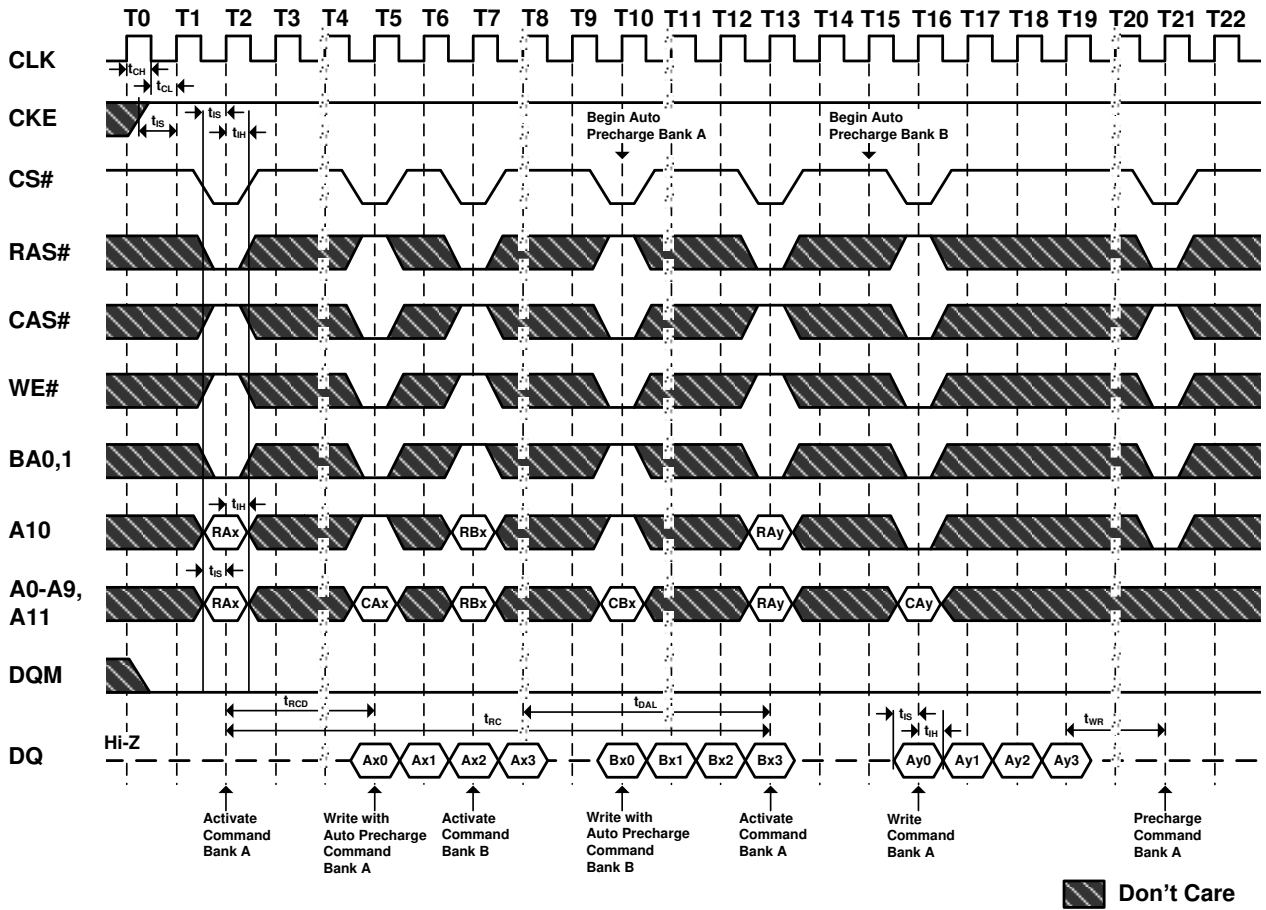 T0 T1 T2 T3 T4 T5 T6 T7 T8 T9 T10 T11 T12 T13 T14 T15 T16 T17 T18 T19 T20 T21 T22
CLK
tCH
tCL
CKE
tIS
tIS
tIH
Begin Auto
Precharge Bank A
Begin Auto
Precharge Bank B
CS#
RAS#
CAS#
WE#
BA0,1
tIH
A10
RAx RBx RAy
tIS
A0-A9,
A11
RAx CAx RBx CBx RAy CAy
DQM
tRCD
tDAL
tRC
tIS
tIH
tWR
Hi-Z
DQ
Ax0 Ax1 Ax2 Ax3 Bx0 Bx1 Bx2 Bx3 Ay0 Ay1 Ay2 Ay3
Activate
Command
Bank A
Write with
Auto Precharge
Command
Bank A
Activate
Command
Bank B
Write with
Auto Precharge
Command
Bank B
Activate
Command
Bank A
Write
Command
Bank A
Precharge
Command
Bank A
Don't Care